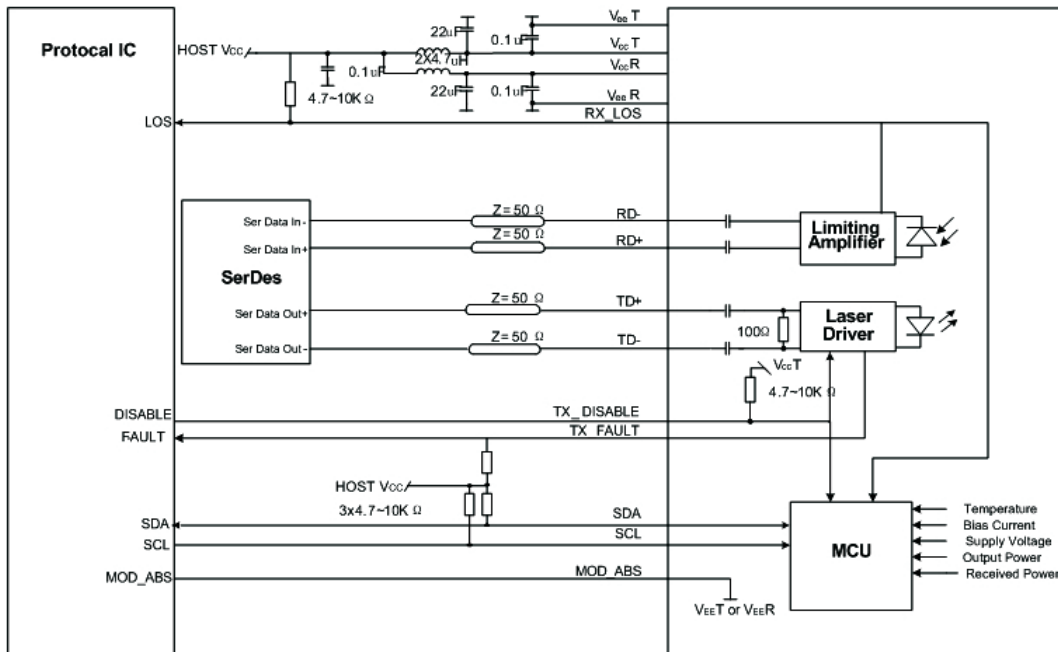 Protocal IC
HOST Vcc
22uF
0.1uF
VeeT
VccT
2X4.7uH
0.1uF
VccR
22uF
0.1uF
4.7~10K Ω
VeeR
LOS
RX_LOS
Z= 50 Ω
RD-
Ser Data In -
Z= 50 Ω
RD+
Ser Data In+
Limiting
Amplifier
SerDes
Z= 50 Ω
TD+
Ser Data Out+
Z= 50 Ω
TD-
Ser Data Out -
100Ω
Laser
Driver
VccT
4.7~10K Ω
DISABLE
TX_DISABLE
FAULT
TX_FAULT
HOST Vcc
3x4.7~10K Ω
SDA
SDA
SCL
SCL
MCU
Temperature
Bias Current
Supply Voltage
Output Power
Received Power
MOD_ABS
MOD_ABS
VEET or VEER